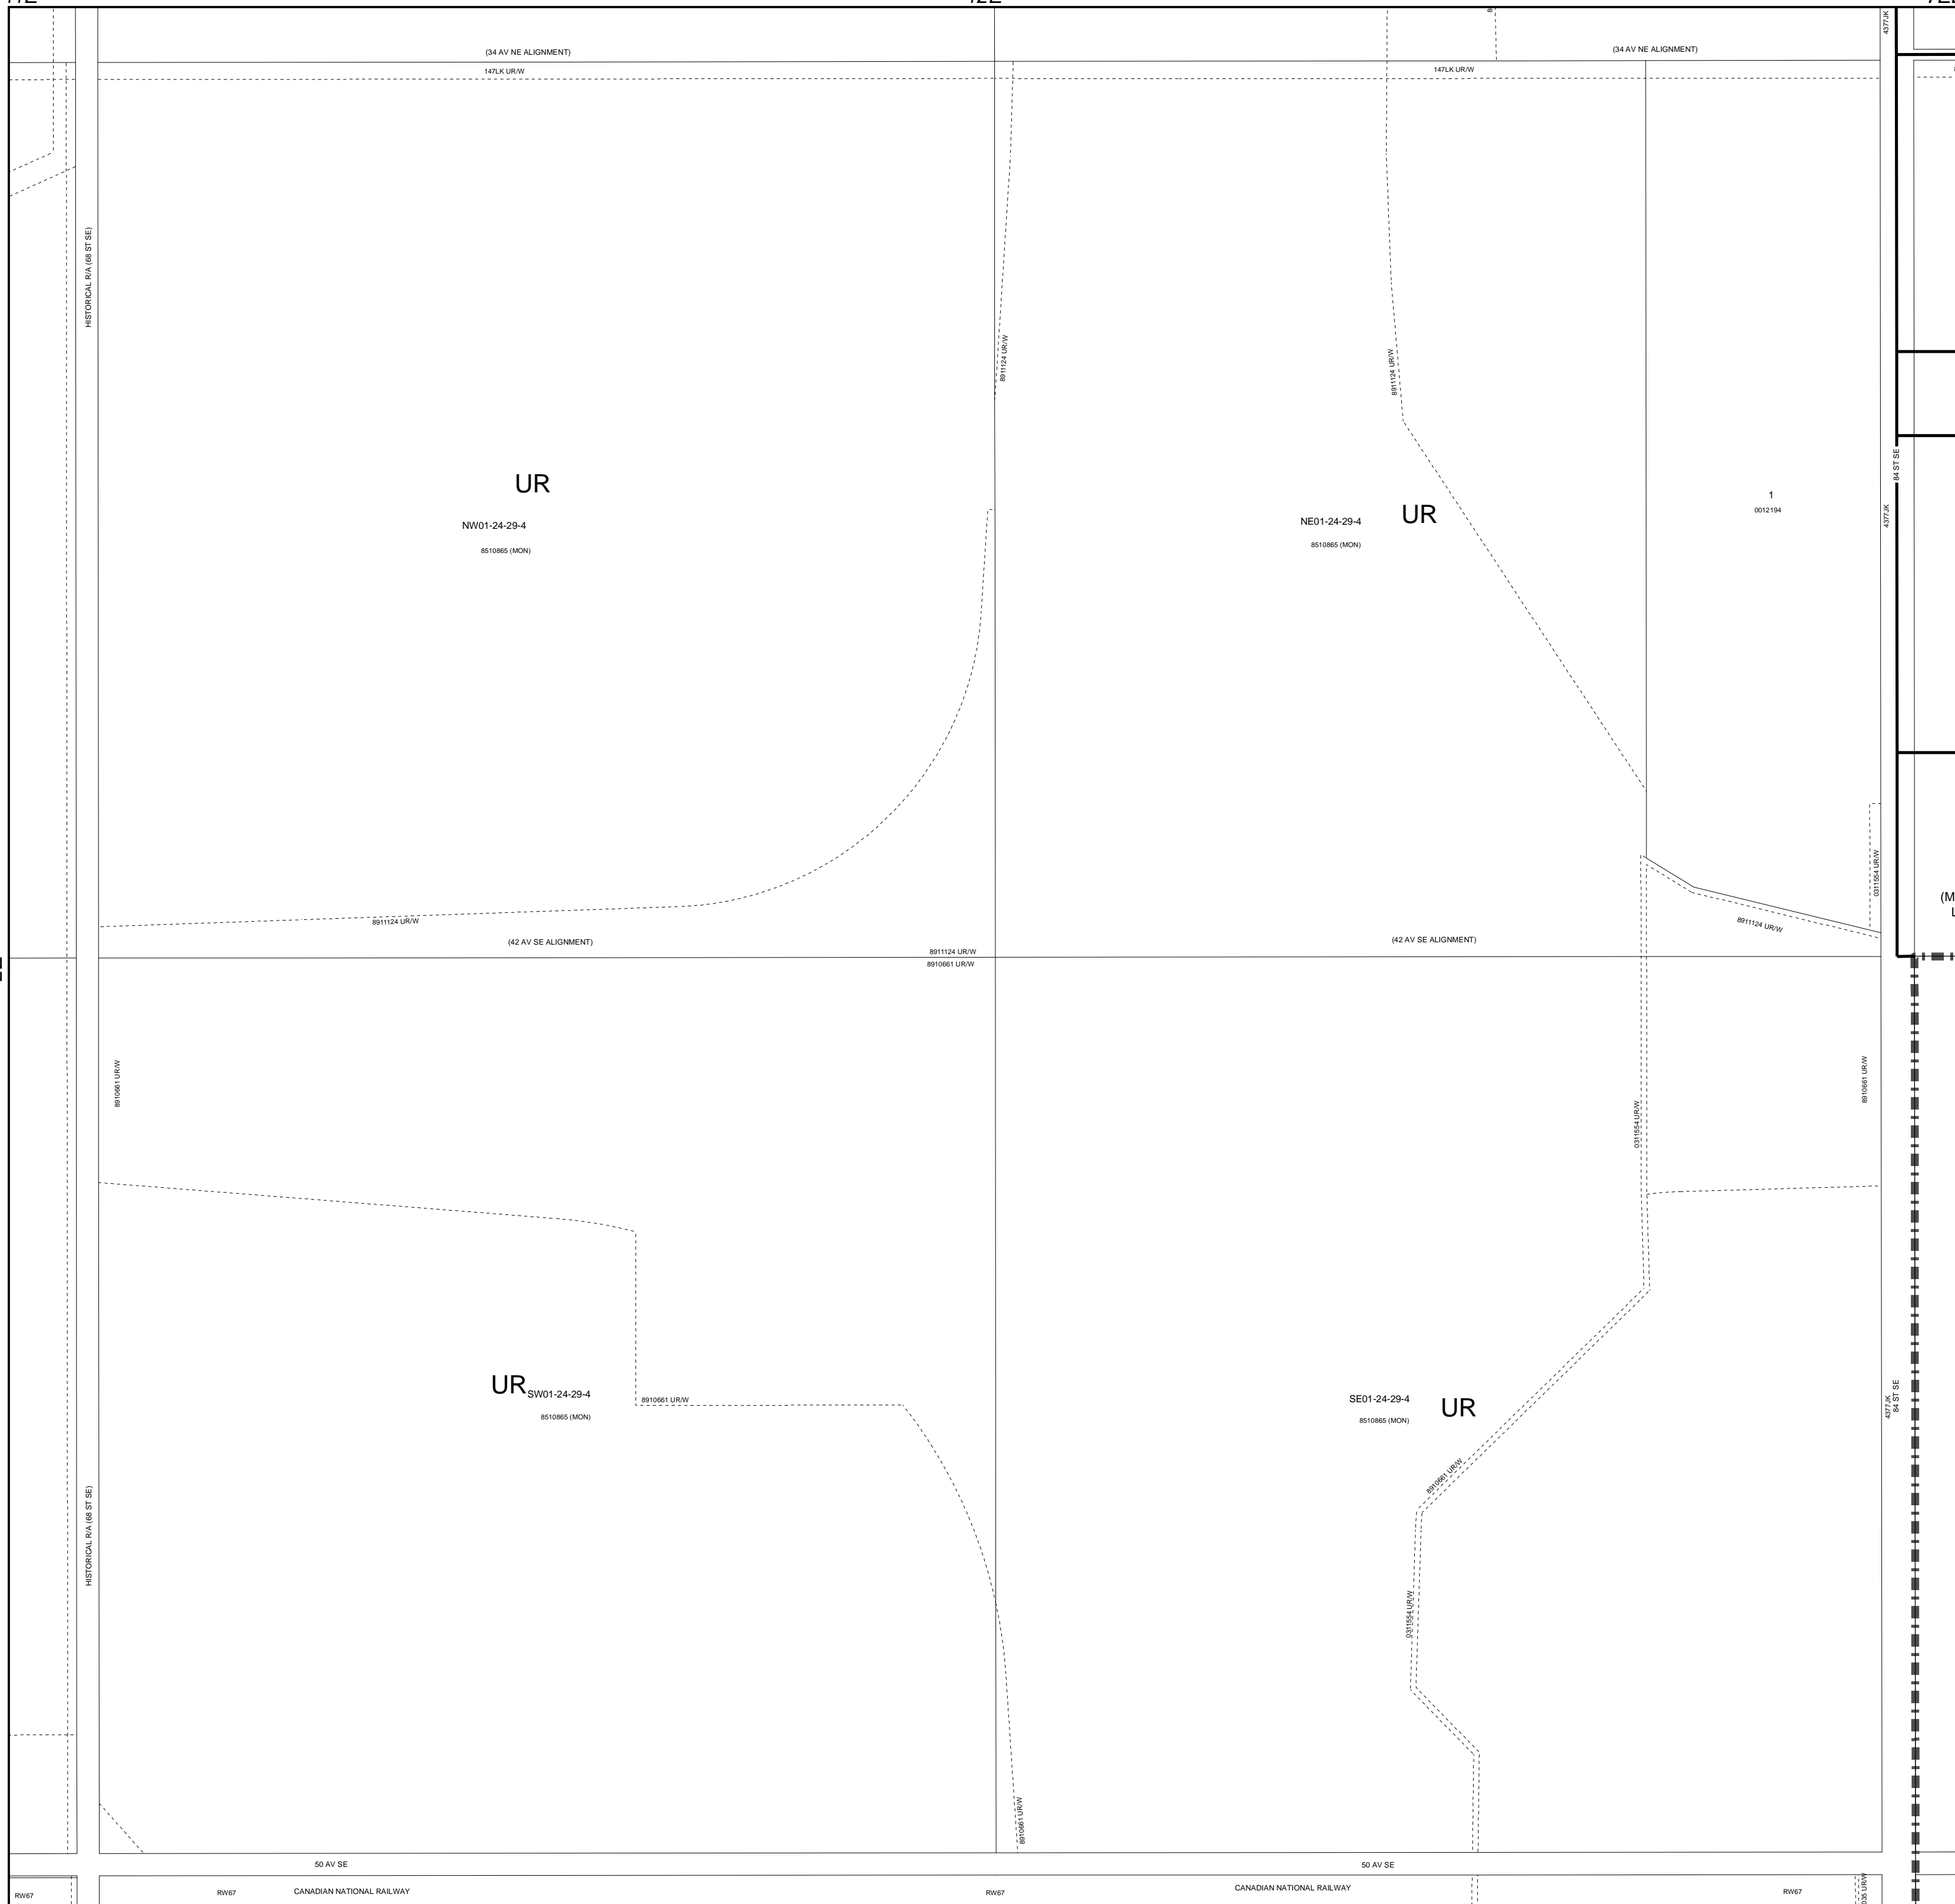 (34 AV NE ALIGNMENT)
(34 AV NE ALIGNMENT)
4377JK
147LK UR/W
147LK UR/W
HISTORICAL R/A (68 ST SE)
8911124 UR/W
8911124 UR/W
84 ST SE
UR
NW01-24-29-4
8510865 (MON)
UR
NE01-24-29-4
8510865 (MON)
1
0012194
4377JK
0311554 UR/W
8911124 UR/W
8911124 UR/W
(42 AV SE ALIGNMENT)
(42 AV SE ALIGNMENT)
8911124 UR/W
8910661 UR/W
8910661 UR/W
8910661 UR/W
0311554 UR/W
UR
SW01-24-29-4
8510865 (MON)
8910661 UR/W
SE01-24-29-4
UR
8510865 (MON)
4377JK
84 ST SE
8910661 UR/W
HISTORICAL R/A (68 ST SE)
0311554 UR/W
8910661 UR/W
50 AV SE
50 AV SE
RW67
RW67
CANADIAN NATIONAL RAILWAY
RW67
CANADIAN NATIONAL RAILWAY
RW67